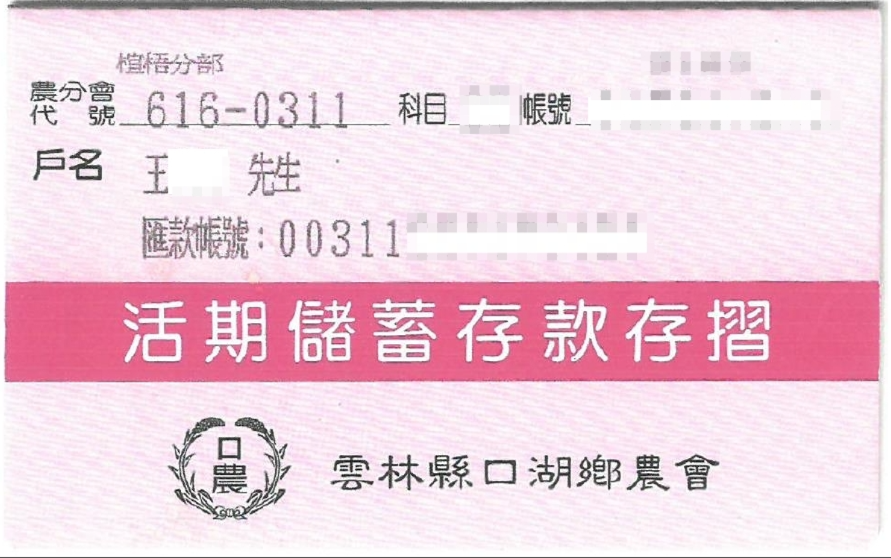 椬梧分部
農分會代號 616-0311 科目 帳號
戶名 王 先生
匯款帳號：00311
活期儲蓄存款存摺
口農
雲林縣口湖鄉農會